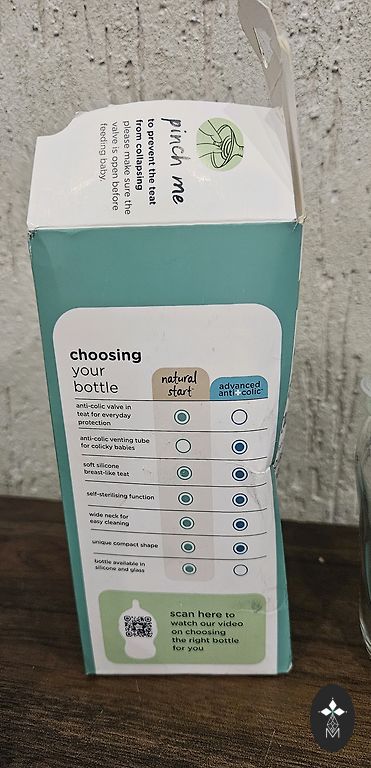 pinch me
to prevent the teat
from collapsing
please make sure the
valve is open before
feeding baby.
choosing
your
bottle
natural
start
advanced
anti-colic
anti-colic valve in
teat for everyday
protection
anti-colic venting tube
for colicky babies
soft silicone
breast-like teat
self-sterilising function
wide neck for
easy cleaning
unique compact shape
bottle available in
silicone and glass
scan here to
watch our video
on choosing
the right bottle
for you
M